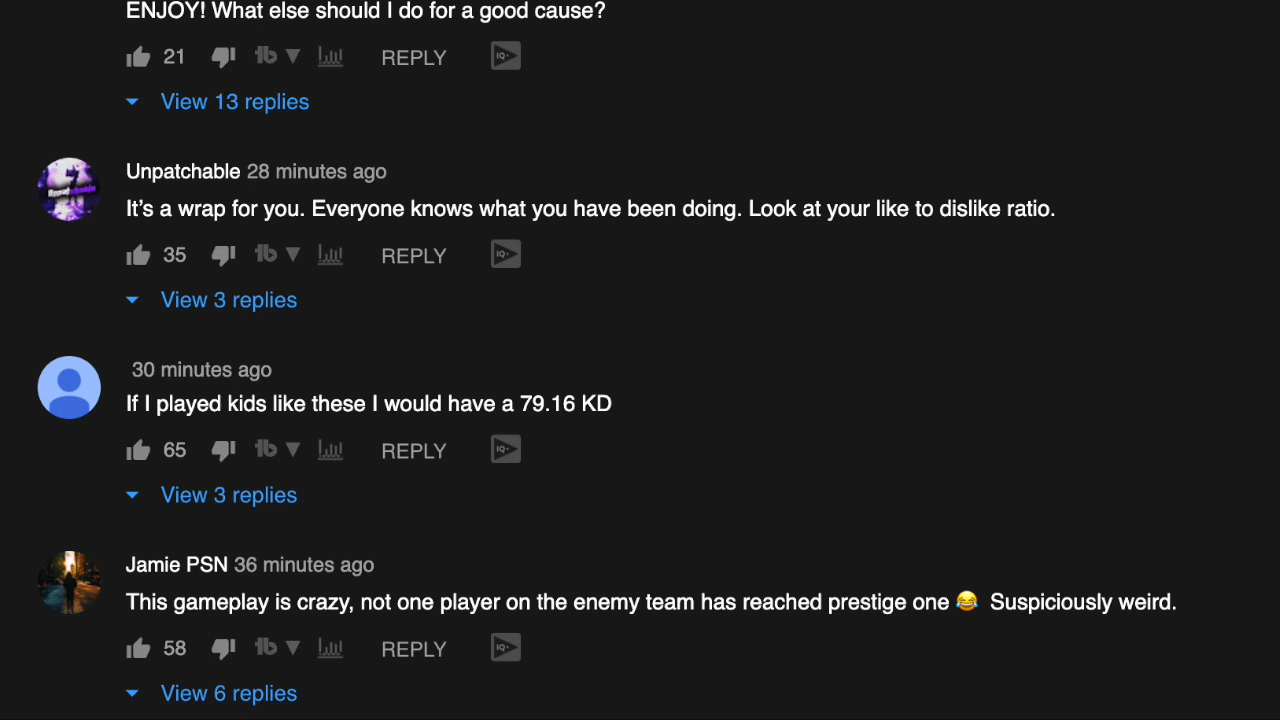 ENJOY! What else should I do for a good cause?
21 REPLY
View 13 replies
Unpatchable 28 minutes ago
It’s a wrap for you. Everyone knows what you have been doing. Look at your like to dislike ratio.
35 REPLY
View 3 replies
30 minutes ago
If I played kids like these I would have a 79.16 KD
65 REPLY
View 3 replies
Jamie PSN 36 minutes ago
This gameplay is crazy, not one player on the enemy team has reached prestige one 😂 Suspiciously weird.
58 REPLY
View 6 replies